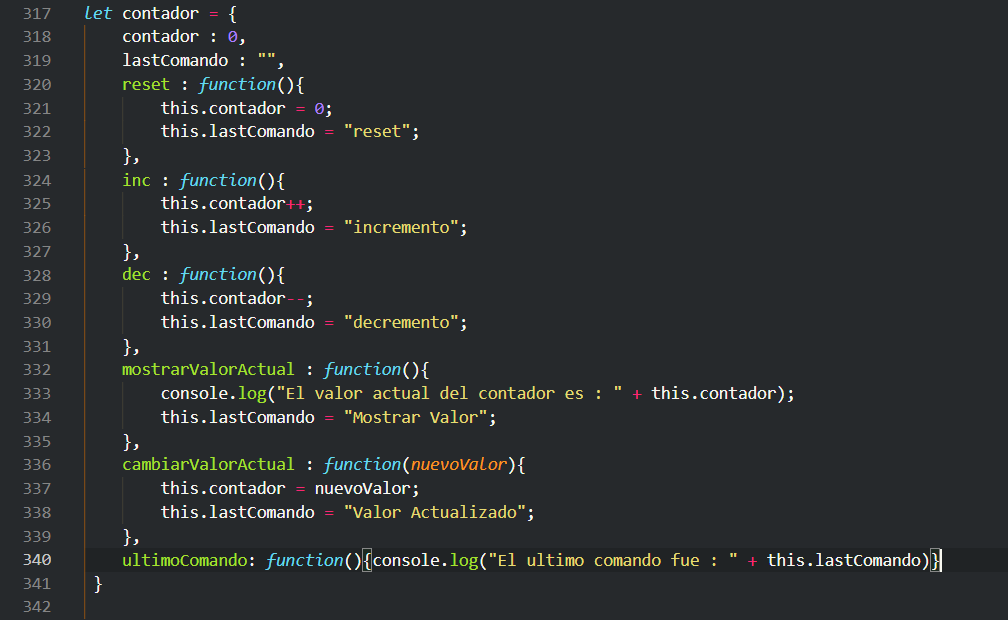 317 let contador = {
318 contador : 0,
319 lastComando : "",
320 reset : function(){
321 this.contador = 0;
322 this.lastComando = "reset";
323 },
324 inc : function(){
325 this.contador++;
326 this.lastComando = "incremento";
327 },
328 dec : function(){
329 this.contador--;
330 this.lastComando = "decremento";
331 },
332 mostrarValorActual : function(){
333 console.log("El valor actual del contador es : " + this.contador);
334 this.lastComando = "Mostrar Valor";
335 },
336 cambiarValorActual : function(nuevoValor){
337 this.contador = nuevoValor;
338 this.lastComando = "Valor Actualizado";
339 },
340 ultimoComando: function(){console.log("El ultimo comando fue : " + this.lastComando)}
341 }
342